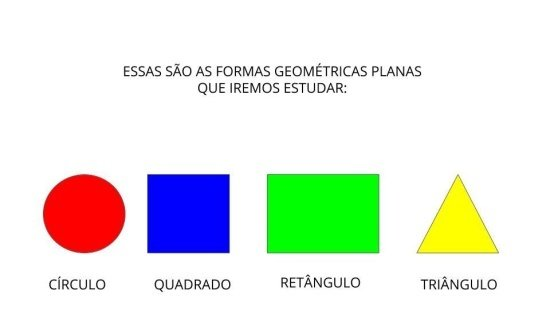 ESSAS SÃO AS FORMAS GEOMÉTRICAS PLANAS
QUE IREMOS ESTUDAR:
CÍRCULO
QUADRADO
RETÂNGULO
TRIÂNGULO